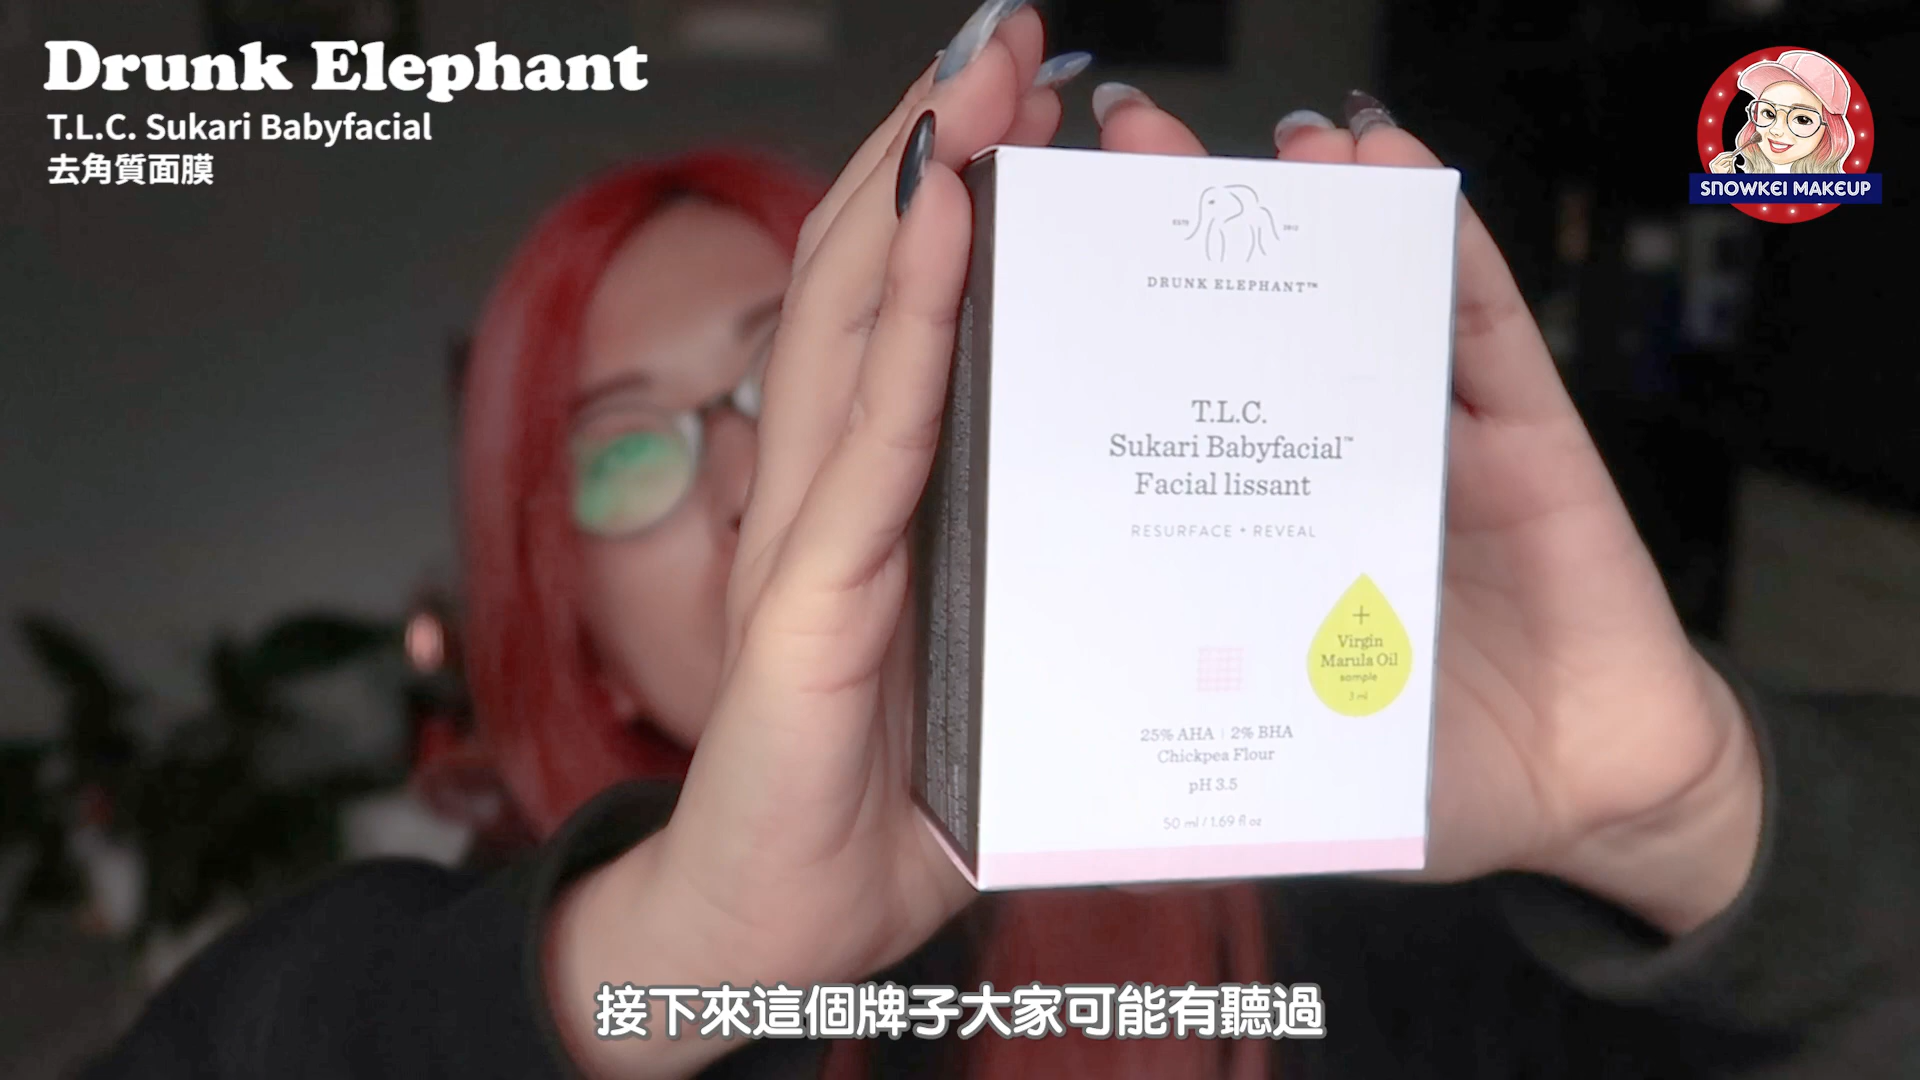 Drunk Elephant
T.L.C. Sukari Babyfacial
去角質面膜
SNOWKEI MAKEUP
DRUNK ELEPHANT™
T.L.C.
Sukari Babyfacial™
Facial lissant
RESURFACE + REVEAL
+
Virgin
Marula Oil
sample
3 ml
25% AHA | 2% BHA
Chickpea Flour
pH 3.5
50 ml / 1.69 fl oz
接下來這個牌子大家可能有聽過